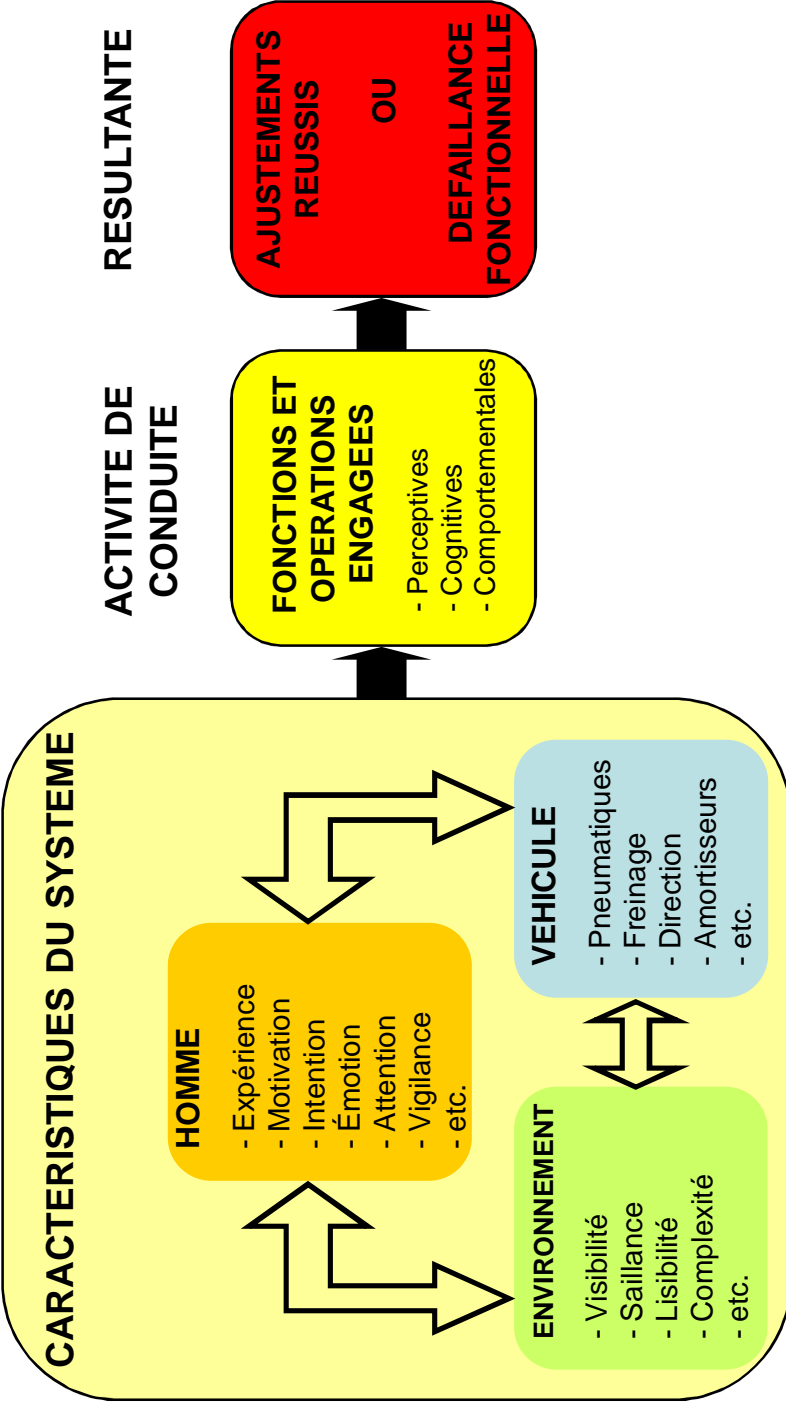 CARACTERISTIQUES DU SYSTEME
HOMME
- Expérience
- Motivation
- Intention
- Émotion
- Attention
- Vigilance
- etc.
ENVIRONNEMENT
- Visibilité
- Saillance
- Lisibilité
- Complexité
- etc.
VEHICULE
- Pneumatiques
- Freinage
- Direction
- Amortisseurs
- etc.
ACTIVITE DE
CONDUITE
FONCTIONS ET
OPERATIONS
ENGAGEES
- Perceptives
- Cognitives
- Comportementales
RESULTANTE
AJUSTEMENTS
REUSSIS
OU
DEFAILLANCE
FONCTIONNELLE